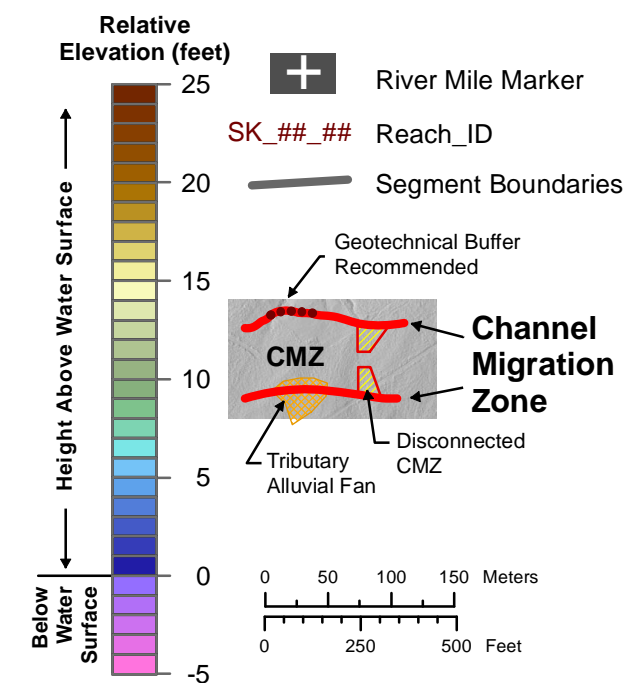 Relative
Elevation (feet)
25
20
15
10
5
0
-5
Height Above Water Surface
Below
Water
Surface
River Mile Marker
SK_##_##
Reach_ID
Segment Boundaries
Geotechnical Buffer
Recommended
CMZ
Channel
Migration
Zone
Disconnected
CMZ
Tributary
Alluvial Fan
0 50 100 150 Meters
0 250 500 Feet